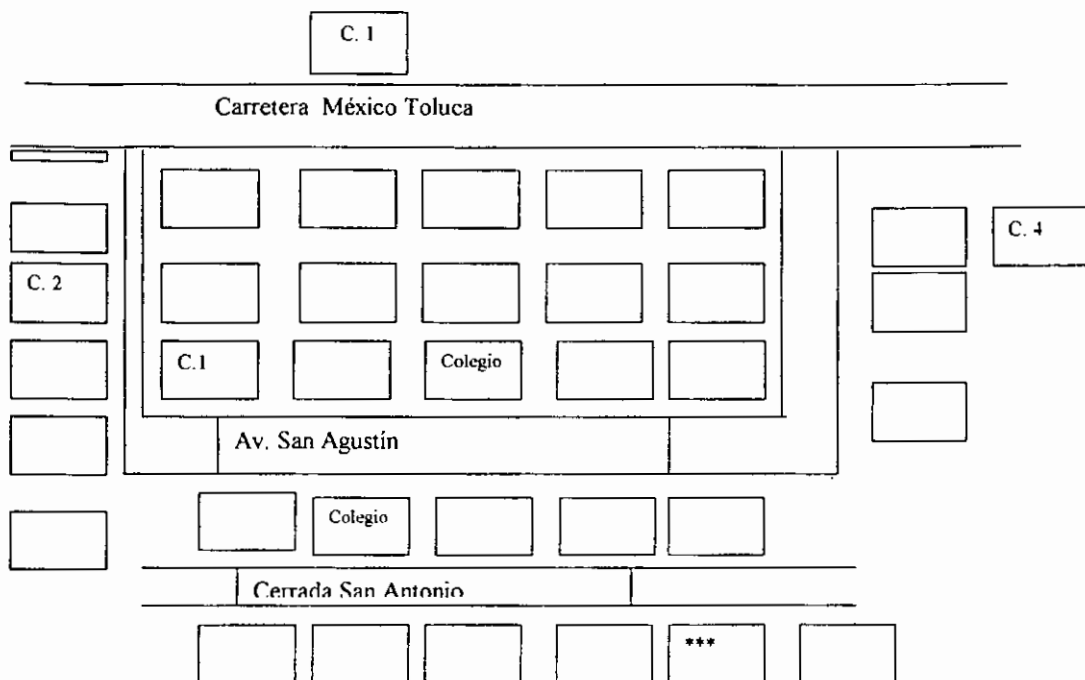 C. 1
Carretera México Toluca
C. 4
C. 2
C.1
Colegio
Av. San Agustín
Colegio
Cerrada San Antonio
***